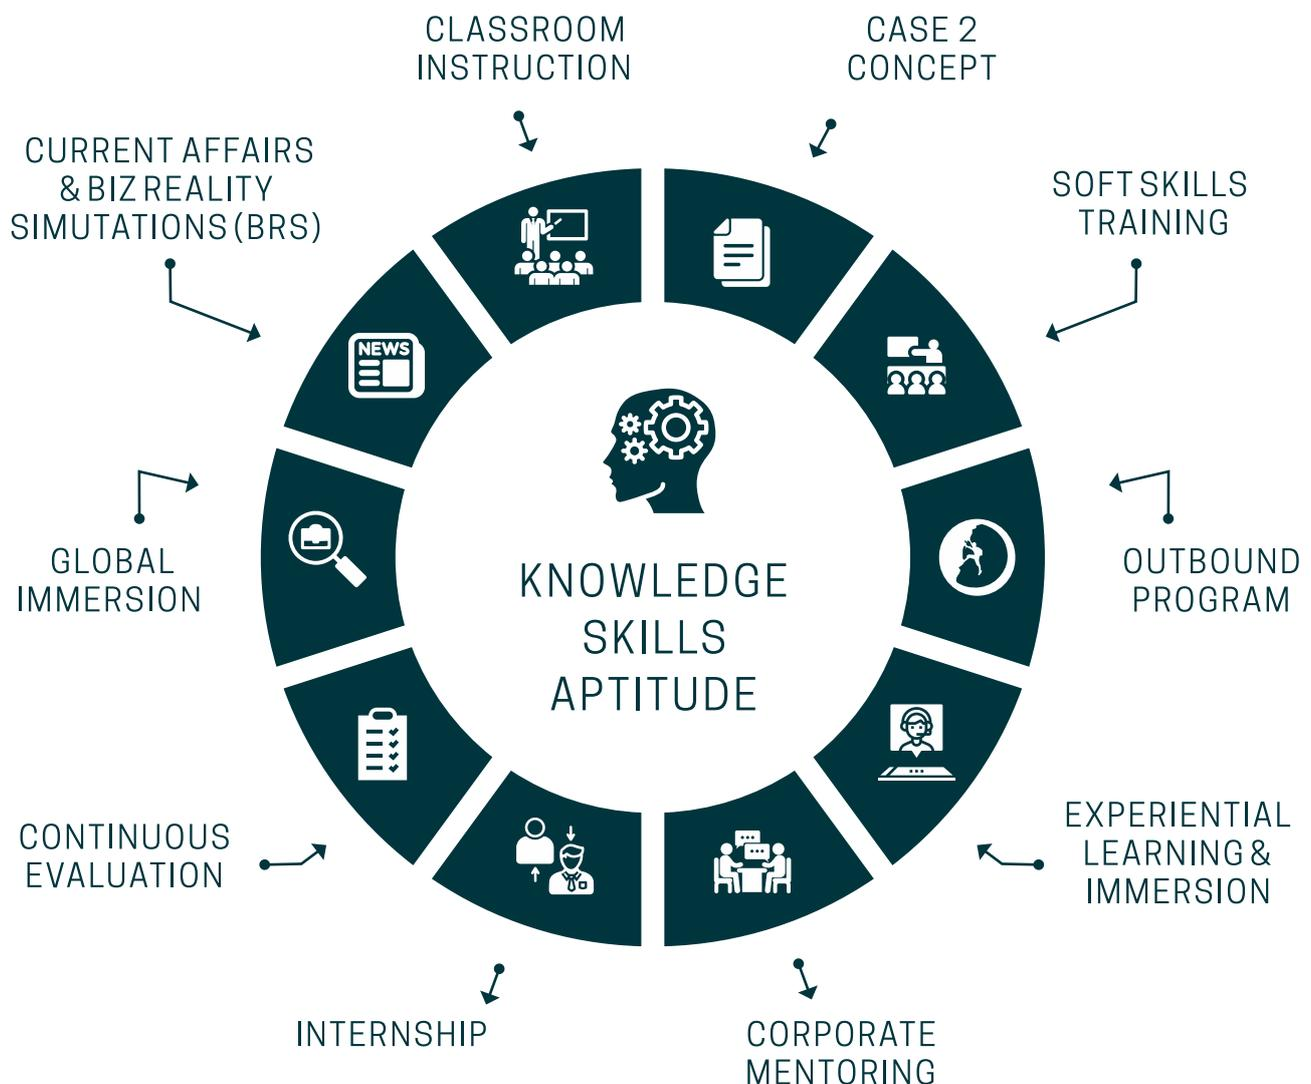 CLASSROOM
INSTRUCTION
CASE 2
CONCEPT
CURRENT AFFAIRS
& BIZ REALITY
SIMUTATIONS (BRS)
SOFT SKILLS
TRAINING
NEWS
GLOBAL
IMMERSION
OUTBOUND
PROGRAM
KNOWLEDGE
SKILLS
APTITUDE
CONTINUOUS
EVALUATION
EXPERIENTIAL
LEARNING &
IMMERSION
INTERNSHIP
CORPORATE
MENTORING